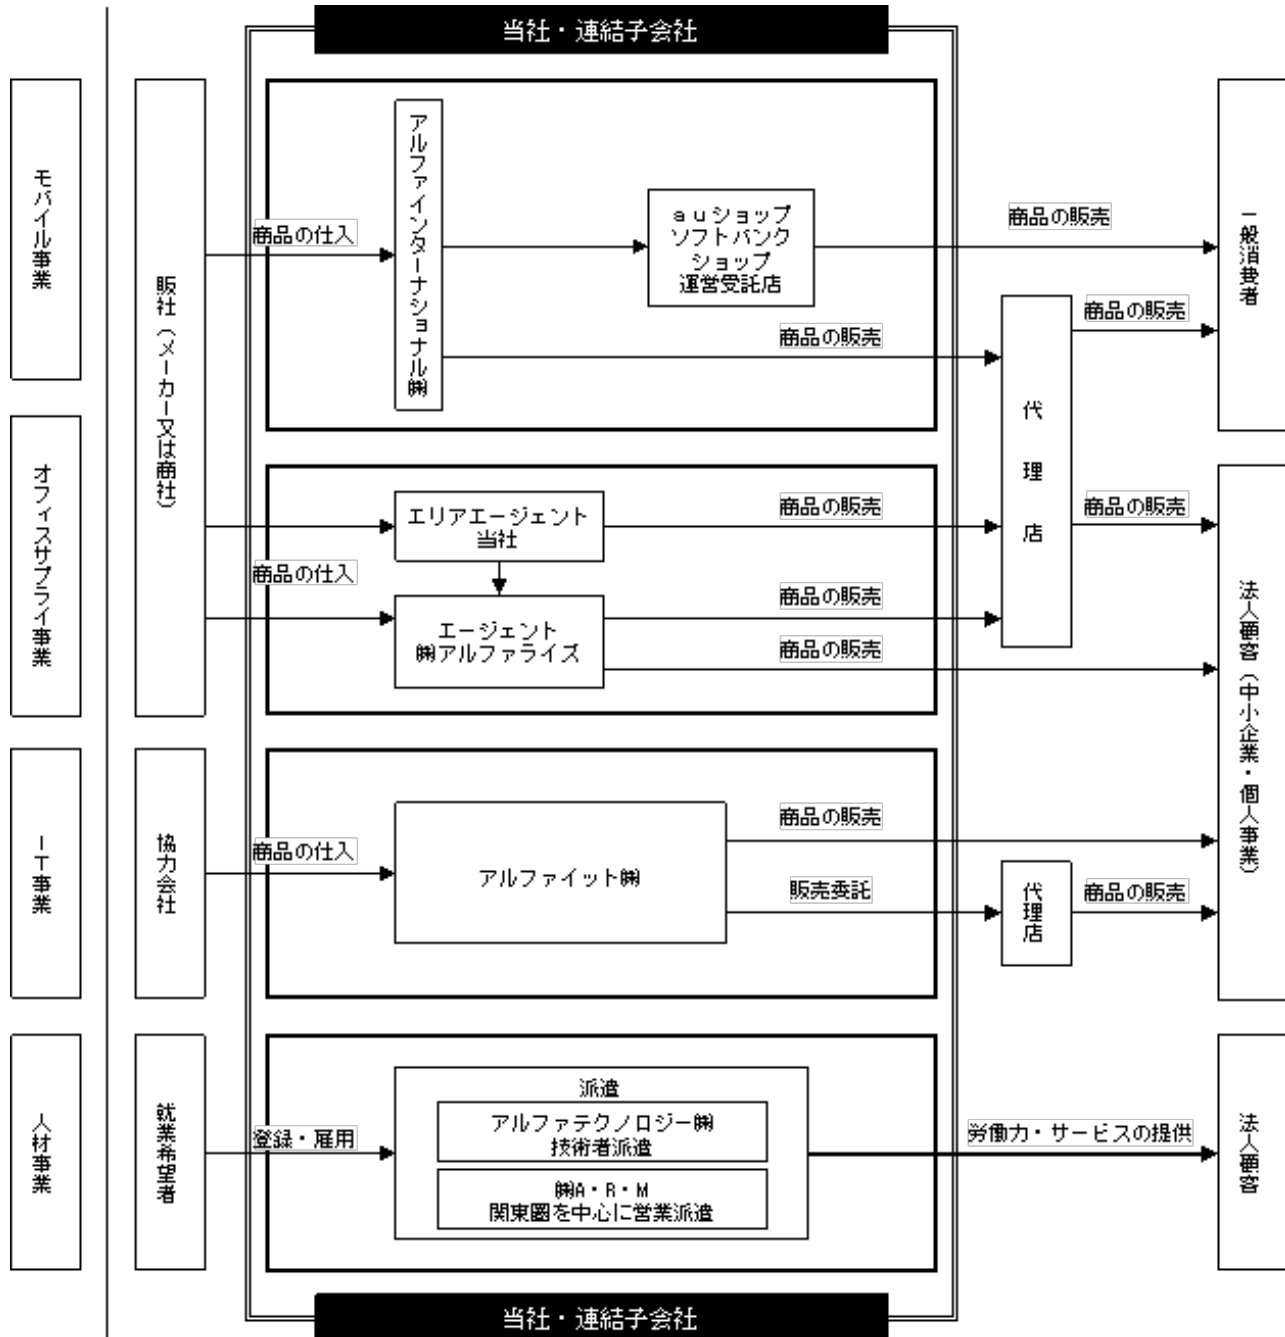 当社・連結子会社
モバイル事業
販社（メーカー又は商社）
商品の仕入
アルファインターナショナル㈱
ａｕショップ
ソフトバンク
ショップ
運営受託店
商品の販売
一般消費者
商品の販売
代理店
商品の販売
オフィスサプライ事業
商品の仕入
エリアエージェント
当社
商品の販売
商品の販売
エージェント
㈱アルファライズ
商品の販売
商品の販売
法人顧客（中小企業・個人事業）
ＩＴ事業
協力会社
商品の仕入
アルファイット㈱
商品の販売
販売委託
代理店
商品の販売
人材事業
就業希望者
登録・雇用
派遣
アルファテクノロジー㈱
技術者派遣
㈱A・R・M
関東圏を中心に営業派遣
労働力・サービスの提供
法人顧客
当社・連結子会社